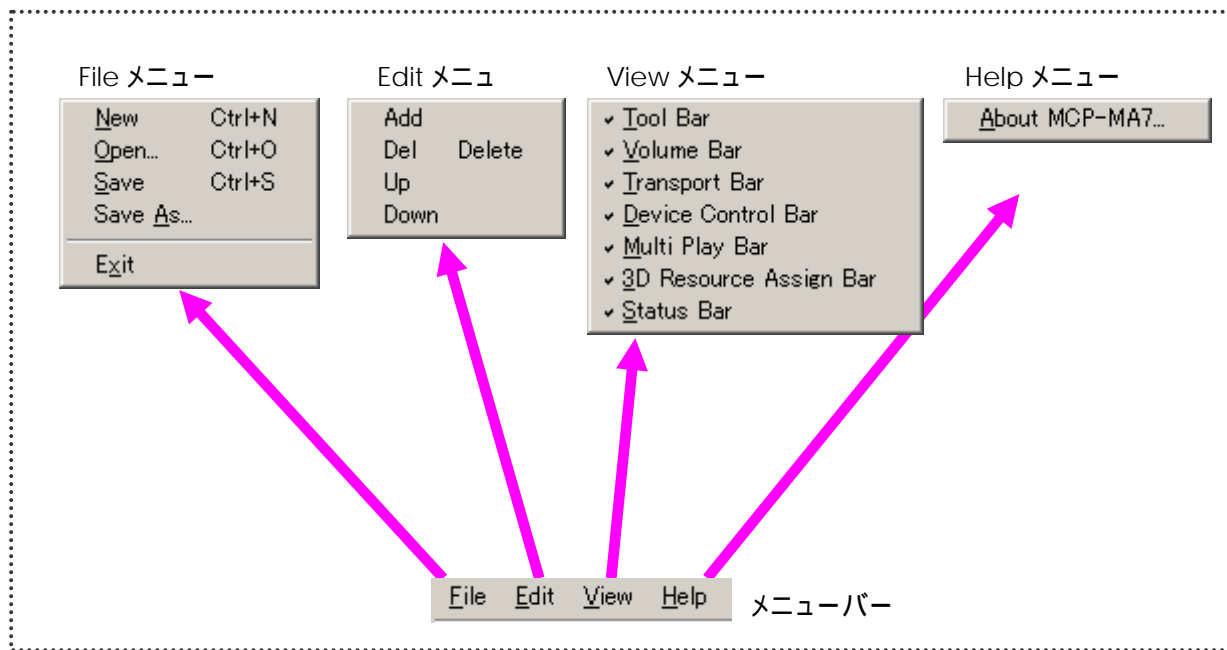 File メニュー
New Ctrl+N
Open... Ctrl+O
Save Ctrl+S
Save As...
Exit
Edit メニュ
Add
Del Delete
Up
Down
View メニュー
Tool Bar
Volume Bar
Transport Bar
Device Control Bar
Multi Play Bar
3D Resource Assign Bar
Status Bar
Help メニュー
About MCP-MA7...
File Edit View Help
メニューバー